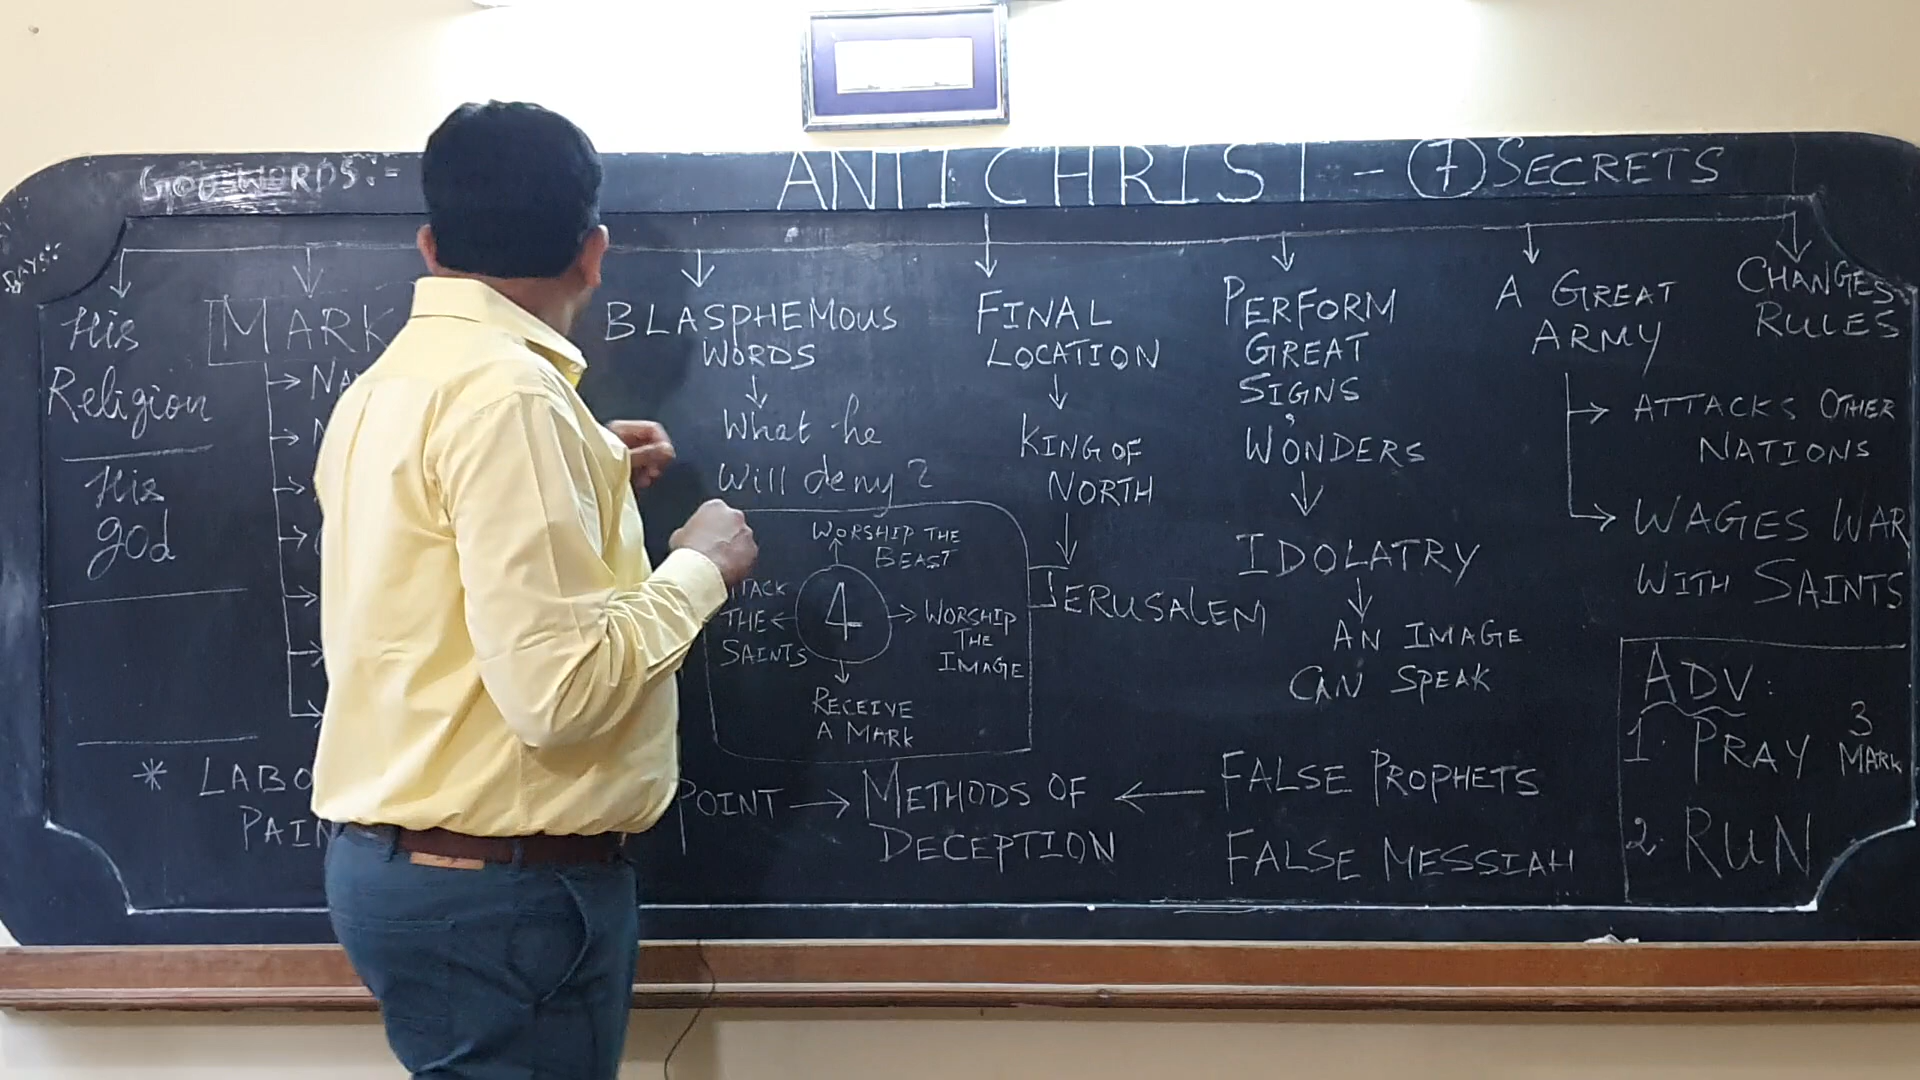 GOD WORDS:-
ANTICHRIST - 7 SECRETS
DAYS:
His
Religion
His
god
MARK
BLASPHEMOUS
WORDS
What he
Will deny?
WORSHIP THE
BEAST
4
THE
SAINTS
WORSHIP
THE
IMAGE
RECEIVE
A MARK
FINAL
LOCATION
KING OF
NORTH
JERUSALEM
PERFORM
GREAT
SIGNS
WONDERS
IDOLATRY
AN IMAGE
CAN SPEAK
A GREAT
ARMY
ATTACKS OTHER
NATIONS
WAGES WAR
WITH SAINTS
CHANGES
RULES
* LABO
PAIN
POINT → METHODS OF
DECEPTION
← FALSE PROPHETS
FALSE MESSIAH
ADV:
1. PRAY
3
MARK
2. RUN